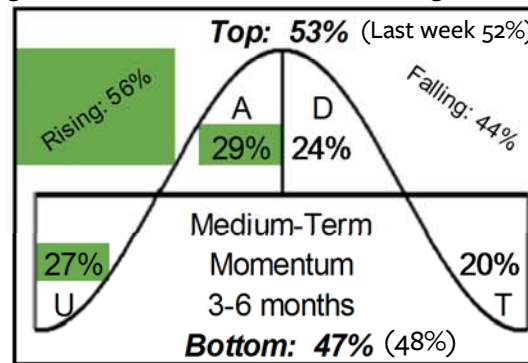 Top: 53% (Last week 52%)
Rising: 56%
Falling: 44%
A D
29% 24%
Medium-Term
27% Momentum 20%
U 3-6 months T
Bottom: 47% (48%)